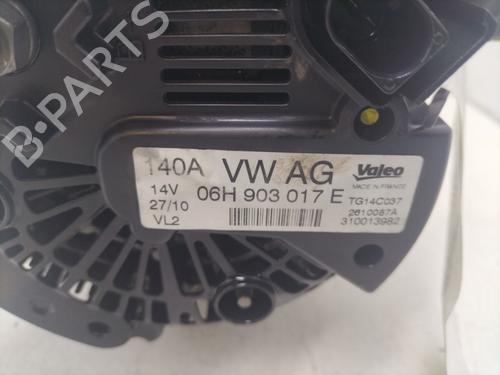 B-PARTS
140A VW AG Valeo
MADE IN FRANCE
14V 06H 903 017 E
TG14C037
27/10 2610087A
VL2 310013982